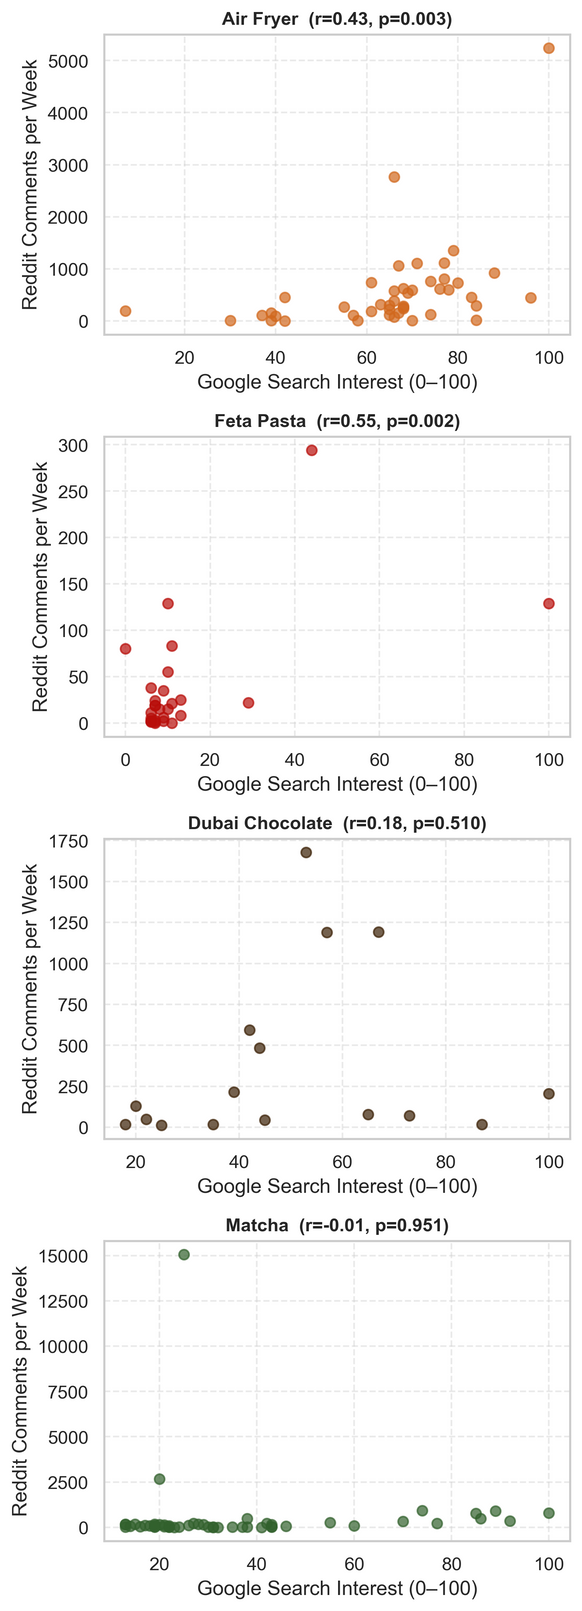 Air Fryer (r=0.43, p=0.003)
Reddit Comments per Week
5000
4000
3000
2000
1000
0
20 40 60 80 100
Google Search Interest (0–100)
Feta Pasta (r=0.55, p=0.002)
Reddit Comments per Week
300
250
200
150
100
50
0
0 20 40 60 80 100
Google Search Interest (0–100)
Dubai Chocolate (r=0.18, p=0.510)
Reddit Comments per Week
1750
1500
1250
1000
750
500
250
0
20 40 60 80 100
Google Search Interest (0–100)
Matcha (r=-0.01, p=0.951)
Reddit Comments per Week
15000
12500
10000
7500
5000
2500
0
20 40 60 80 100
Google Search Interest (0–100)